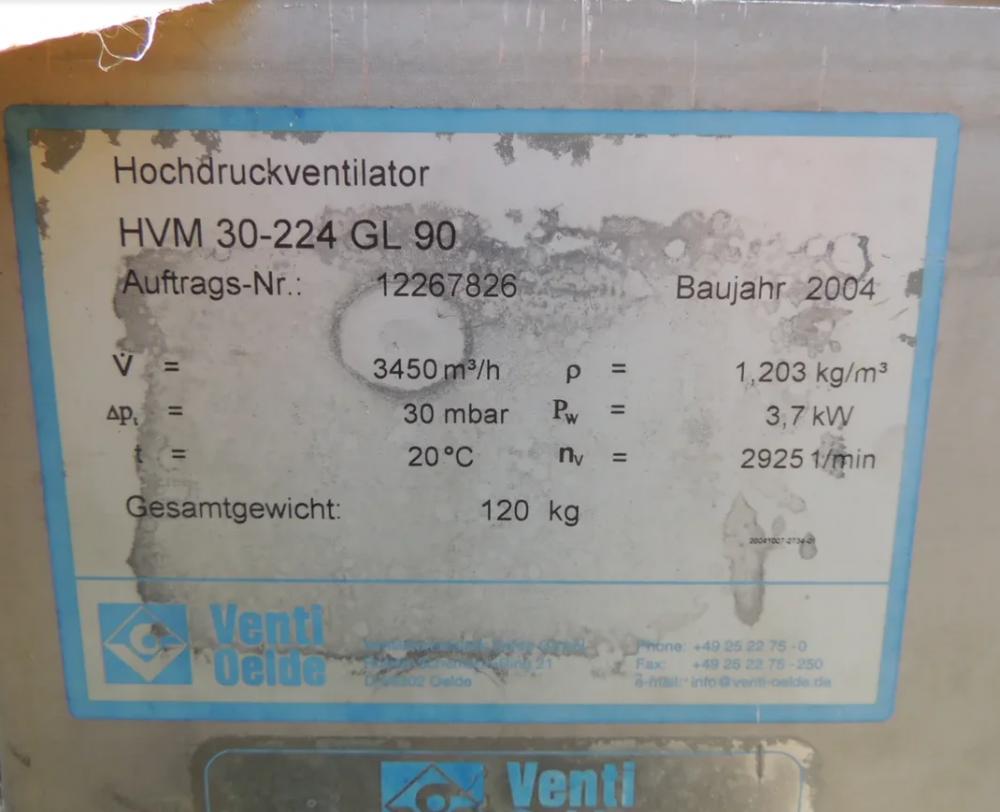 Hochdruckventilator
HVM 30-224 GL 90
Auftrags-Nr.: 12267826 Baujahr 2004
V̇ = 3450 m³/h ρ = 1,203 kg/m³
Δpt = 30 mbar Pw = 3,7 kW
t = 20°C nv = 2925 1/min
Gesamtgewicht: 120 kg
Venti
Oelde
Phone: +49 25 22 75 - 0
21 Fax: +49 25 22 75 - 250
Oelde e-mail: info@venti-oelde.de
Venti